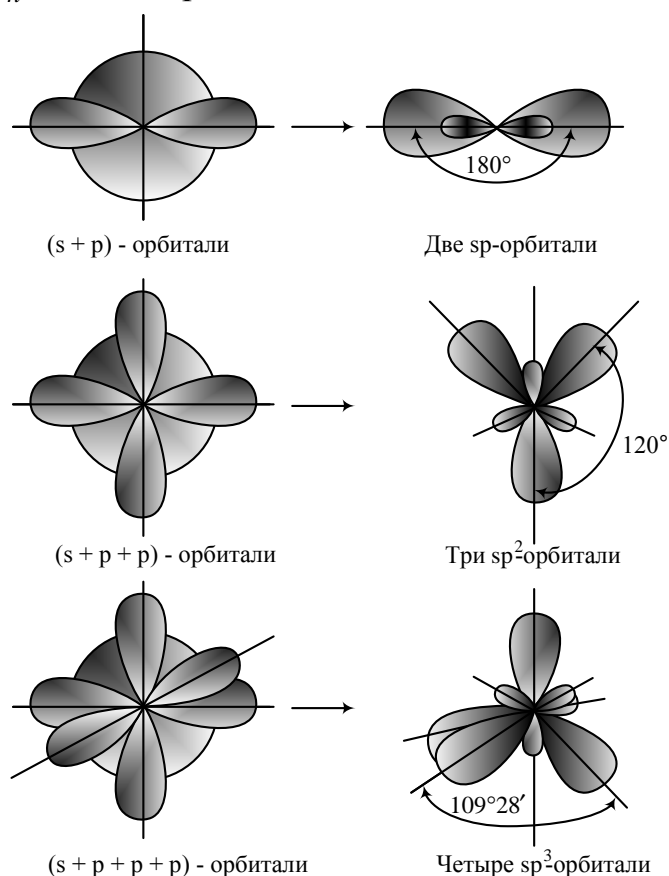 180°
(s + p) - орбитали
Две sp-орбитали
120°
(s + p + p) - орбитали
Три sp²-орбитали
109°28′
(s + p + p + p) - орбитали
Четыре sp³-орбитали